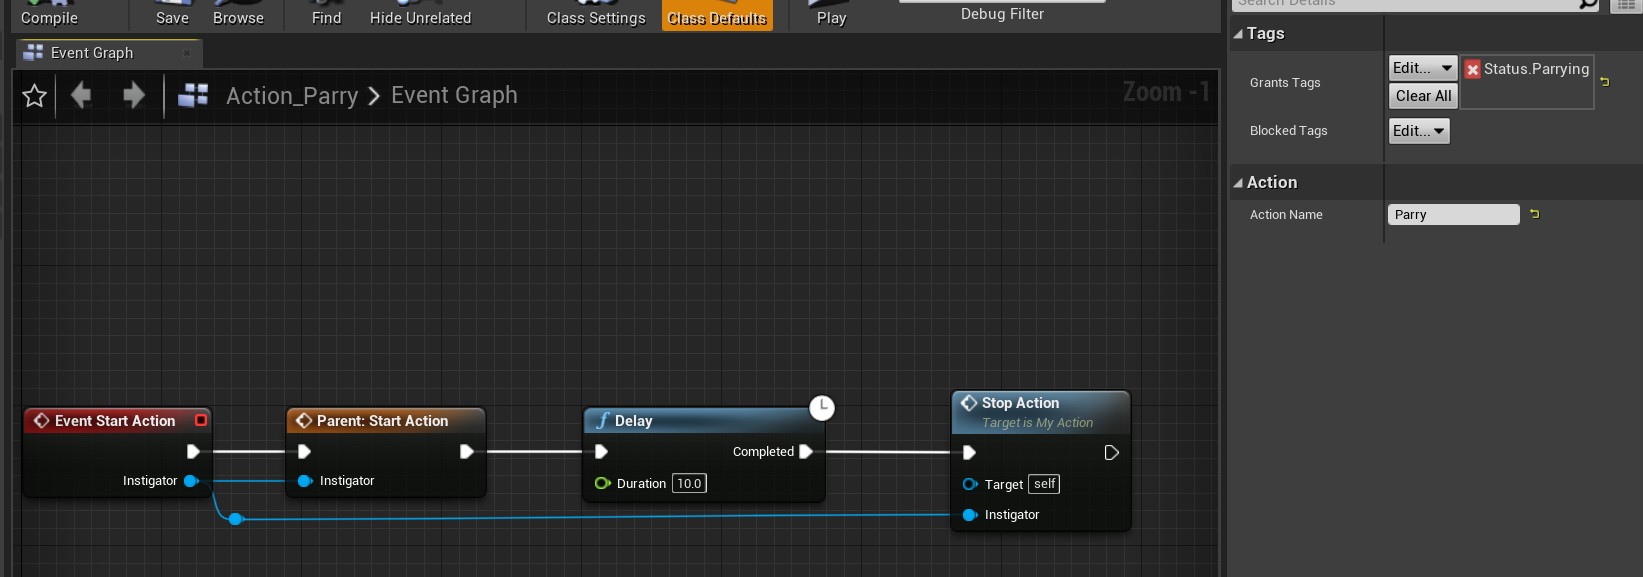 Compile Save Browse Find Hide Unrelated Class Settings Class Defaults Play Debug Filter
Event Graph
Action_Parry > Event Graph
Zoom -1
Event Start Action
Instigator
Parent: Start Action
Instigator
Delay
Completed
Duration 10.0
Stop Action
Target is My Action
Target self
Instigator
Search Details
Tags
Grants Tags Edit... Status.Parrying
Clear All
Blocked Tags Edit...
Action
Action Name Parry